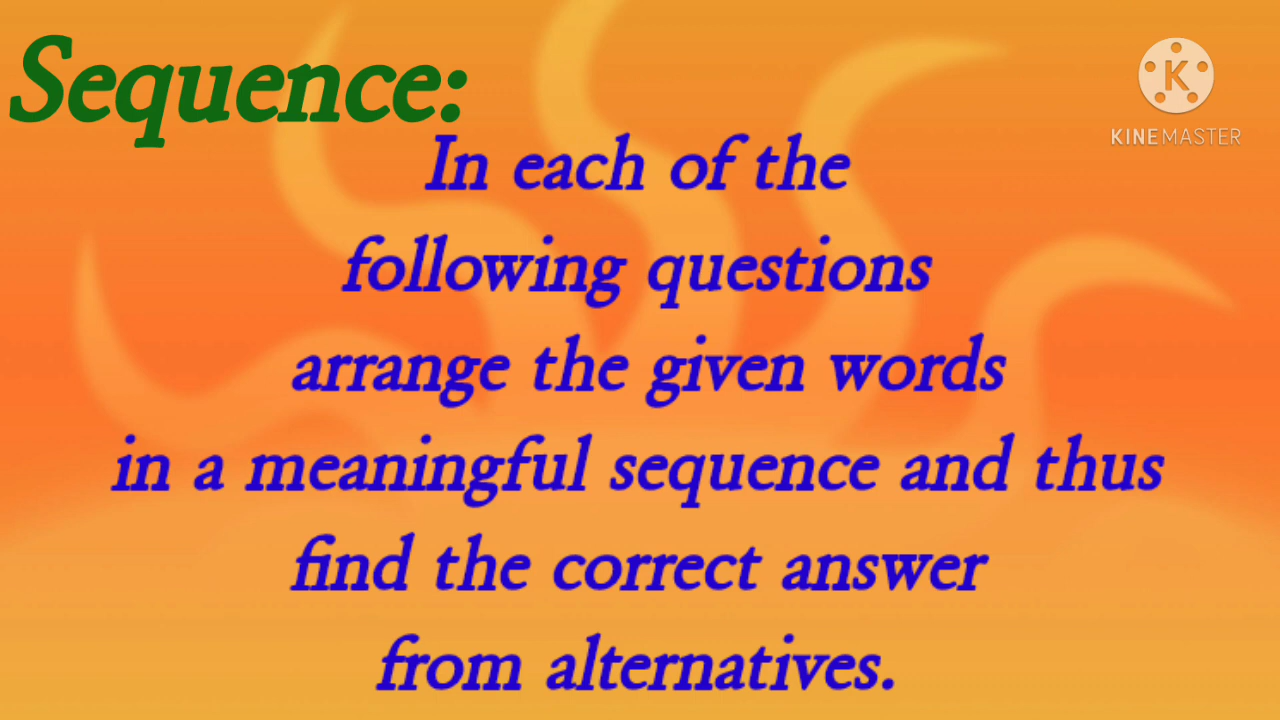 Sequence:
KINEMASTER
In each of the
following questions
arrange the given words
in a meaningful sequence and thus
find the correct answer
from alternatives.